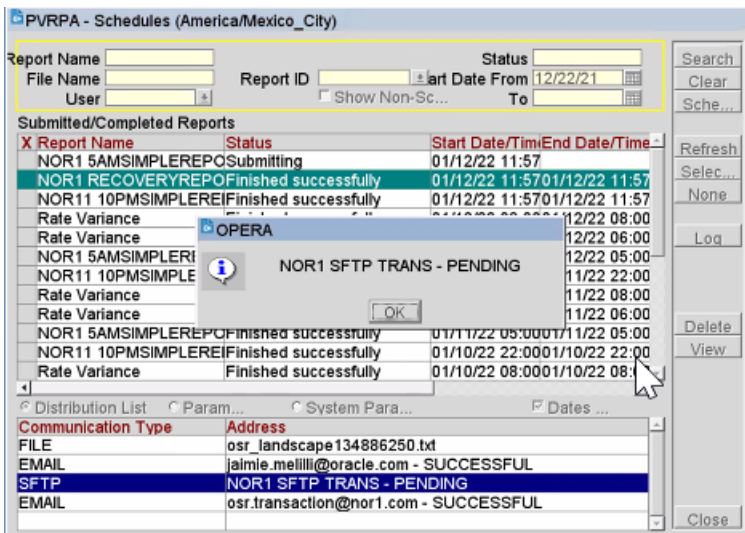 PVRPA - Schedules (America/Mexico_City)
Report Name Status Search
File Name Report ID art Date From 12/22/21 Clear
User Show Non-Sc... To Sche...
Submitted/Completed Reports
X Report Name Status Start Date/Time End Date/Time Refresh
NOR1 5AMSIMPLEREPO Submitting 01/12/22 11:57
NOR1 RECOVERYREPO Finished successfully 01/12/22 11:57 01/12/22 11:57 Selec...
NOR11 10PMSIMPLEREI Finished successfully 01/12/22 11:57 01/12/22 11:57 None
Rate Variance 12/22 08:00
Rate Variance 12/22 06:00 Log
NOR1 5AMSIMPLERE 12/22 05:00
NOR11 10PMSIMPLE 11/22 22:00
Rate Variance 11/22 08:00
Rate Variance 11/22 06:00
OPERA
NOR1 SFTP TRANS - PENDING
OK
NOR1 5AMSIMPLEREPO Finished successfully 01/11/22 05:00 01/11/22 05:00 Delete
NOR11 10PMSIMPLEREI Finished successfully 01/10/22 22:00 01/10/22 22:00 View
Rate Variance Finished successfully 01/10/22 08:00 01/10/22 08:
Distribution List Param... System Para... Dates ...
Communication Type Address
FILE osr_landscape134886250.txt
EMAIL jaimie.melilli@oracle.com - SUCCESSFUL
SFTP NOR1 SFTP TRANS - PENDING
EMAIL osr.transaction@nor1.com - SUCCESSFUL
Close